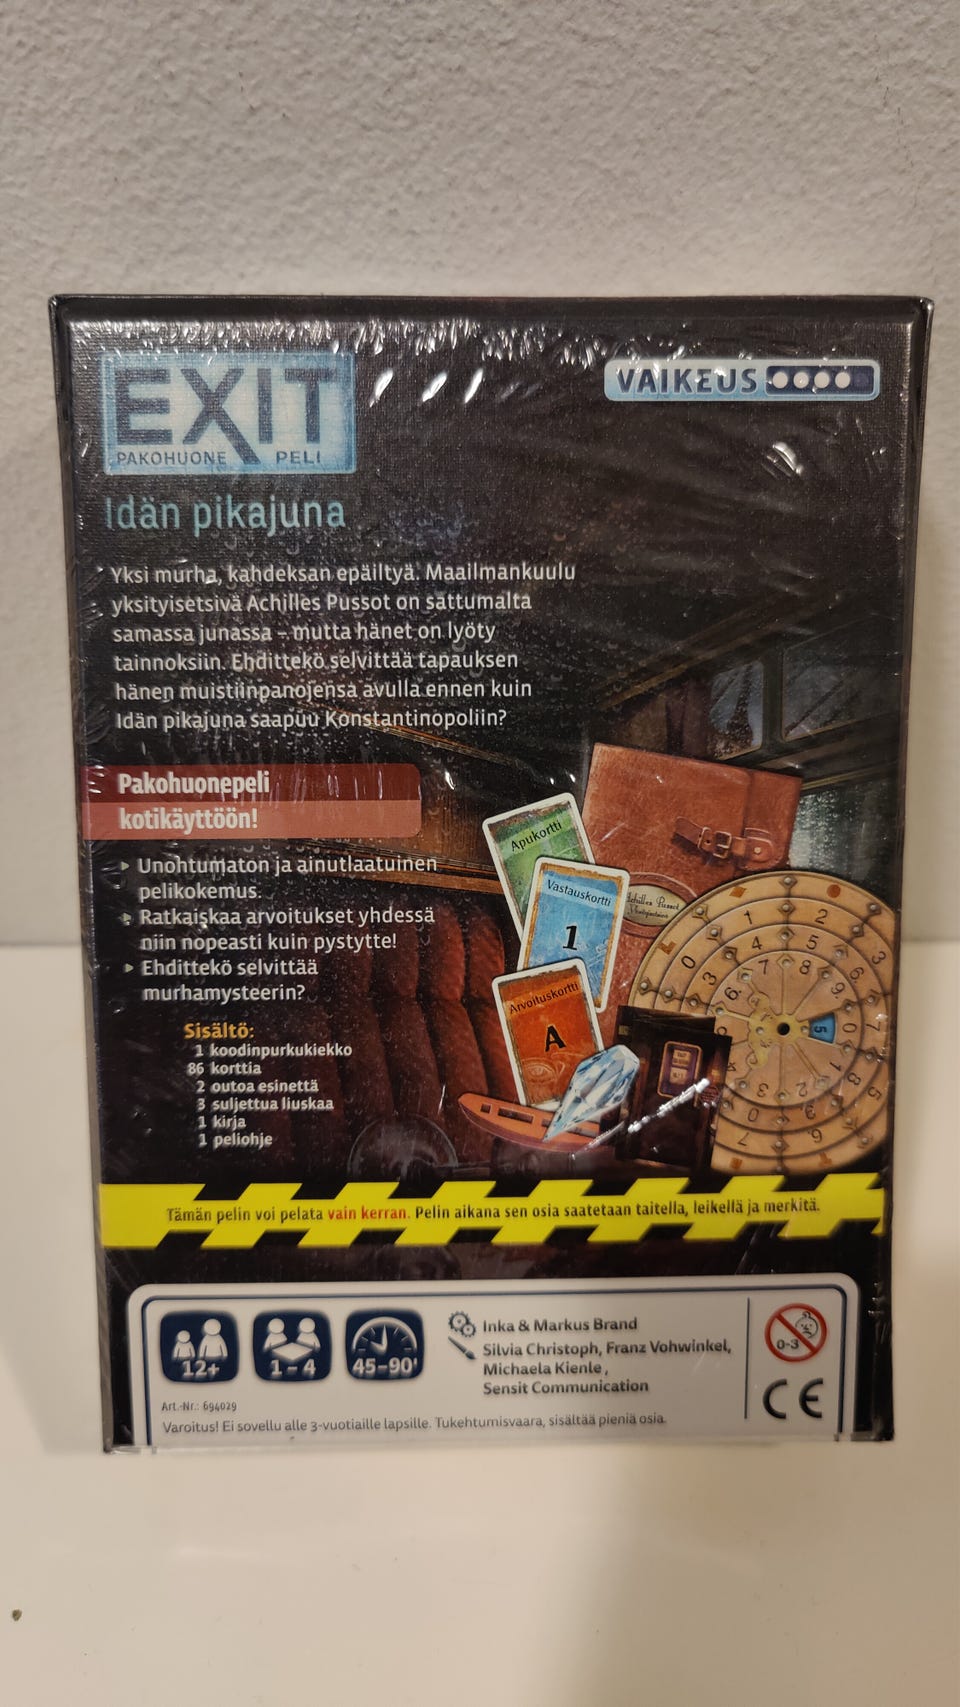 EXIT
PAKOHUONE PELI
VAIKEUS
Idän pikajuna
Yksi murha, kahdeksan epäiltyä. Maailmankuulu
yksityisetsivä Achilles Pussot on sattumalta
samassa junassa – mutta hänet on lyöty
tainnoksiin. Ehdittekö selvittää tapauksen
hänen muistiinpanojensa avulla ennen kuin
Idän pikajuna saapuu Konstantinopoliin?
Pakohuonepeli
kotikäyttöön!
Unohtumaton ja ainutlaatuinen
pelikokemus.
Ratkaiskaa arvoitukset yhdessä
niin nopeasti kuin pystytte!
Ehdittekö selvittää
murhamysteerin?
Sisältö:
1 koodinpurkukiekko
86 korttia
2 outoa esinettä
3 suljettua liuskaa
1 kirja
1 peliohje
Apukortti
Vastauskortti
1
Arvoituskortti
A
Achilles Pussot
Tämän pelin voi pelata vain kerran. Pelin aikana sen osia saatetaan taitella, leikellä ja merkitä.
12+
1–4
45–90'
Inka & Markus Brand
Silvia Christoph, Franz Vohwinkel,
Michaela Kienle,
Sensit Communication
0-3
CE
Art.-Nr.: 694029
Varoitus! Ei sovellu alle 3-vuotiaille lapsille. Tukehtumisvaara, sisältää pieniä osia.